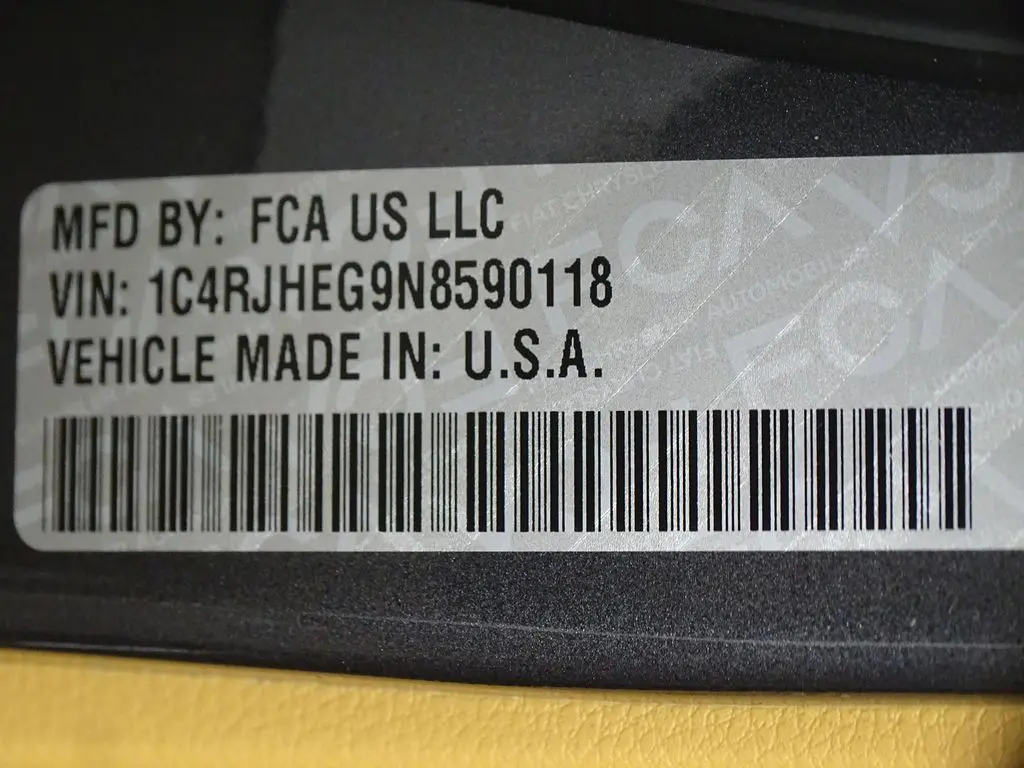 MFD BY: FCA US LLC
VIN: 1C4RJHEG9N8590118
VEHICLE MADE IN: U.S.A.